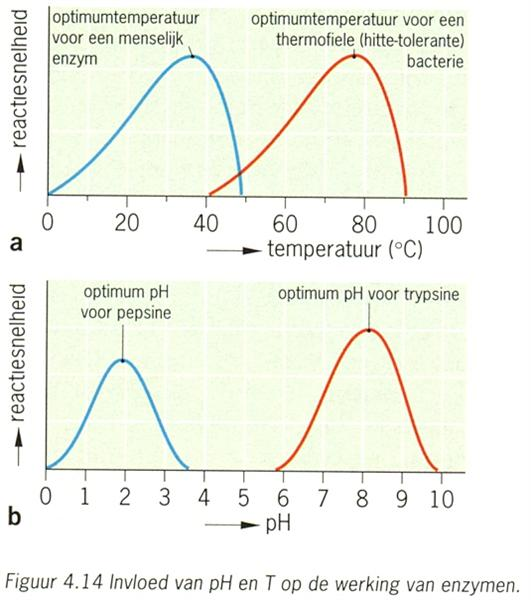 reactiesnelheid
optimumtemperatuur
voor een menselijk
enzym
optimumtemperatuur voor een
thermofiele (hitte-tolerante)
bacterie
0 20 40 60 80 100
a
temperatuur (°C)
reactiesnelheid
optimum pH
voor pepsine
optimum pH voor trypsine
0 1 2 3 4 5 6 7 8 9 10
b
pH
Figuur 4.14 Invloed van pH en T op de werking van enzymen.